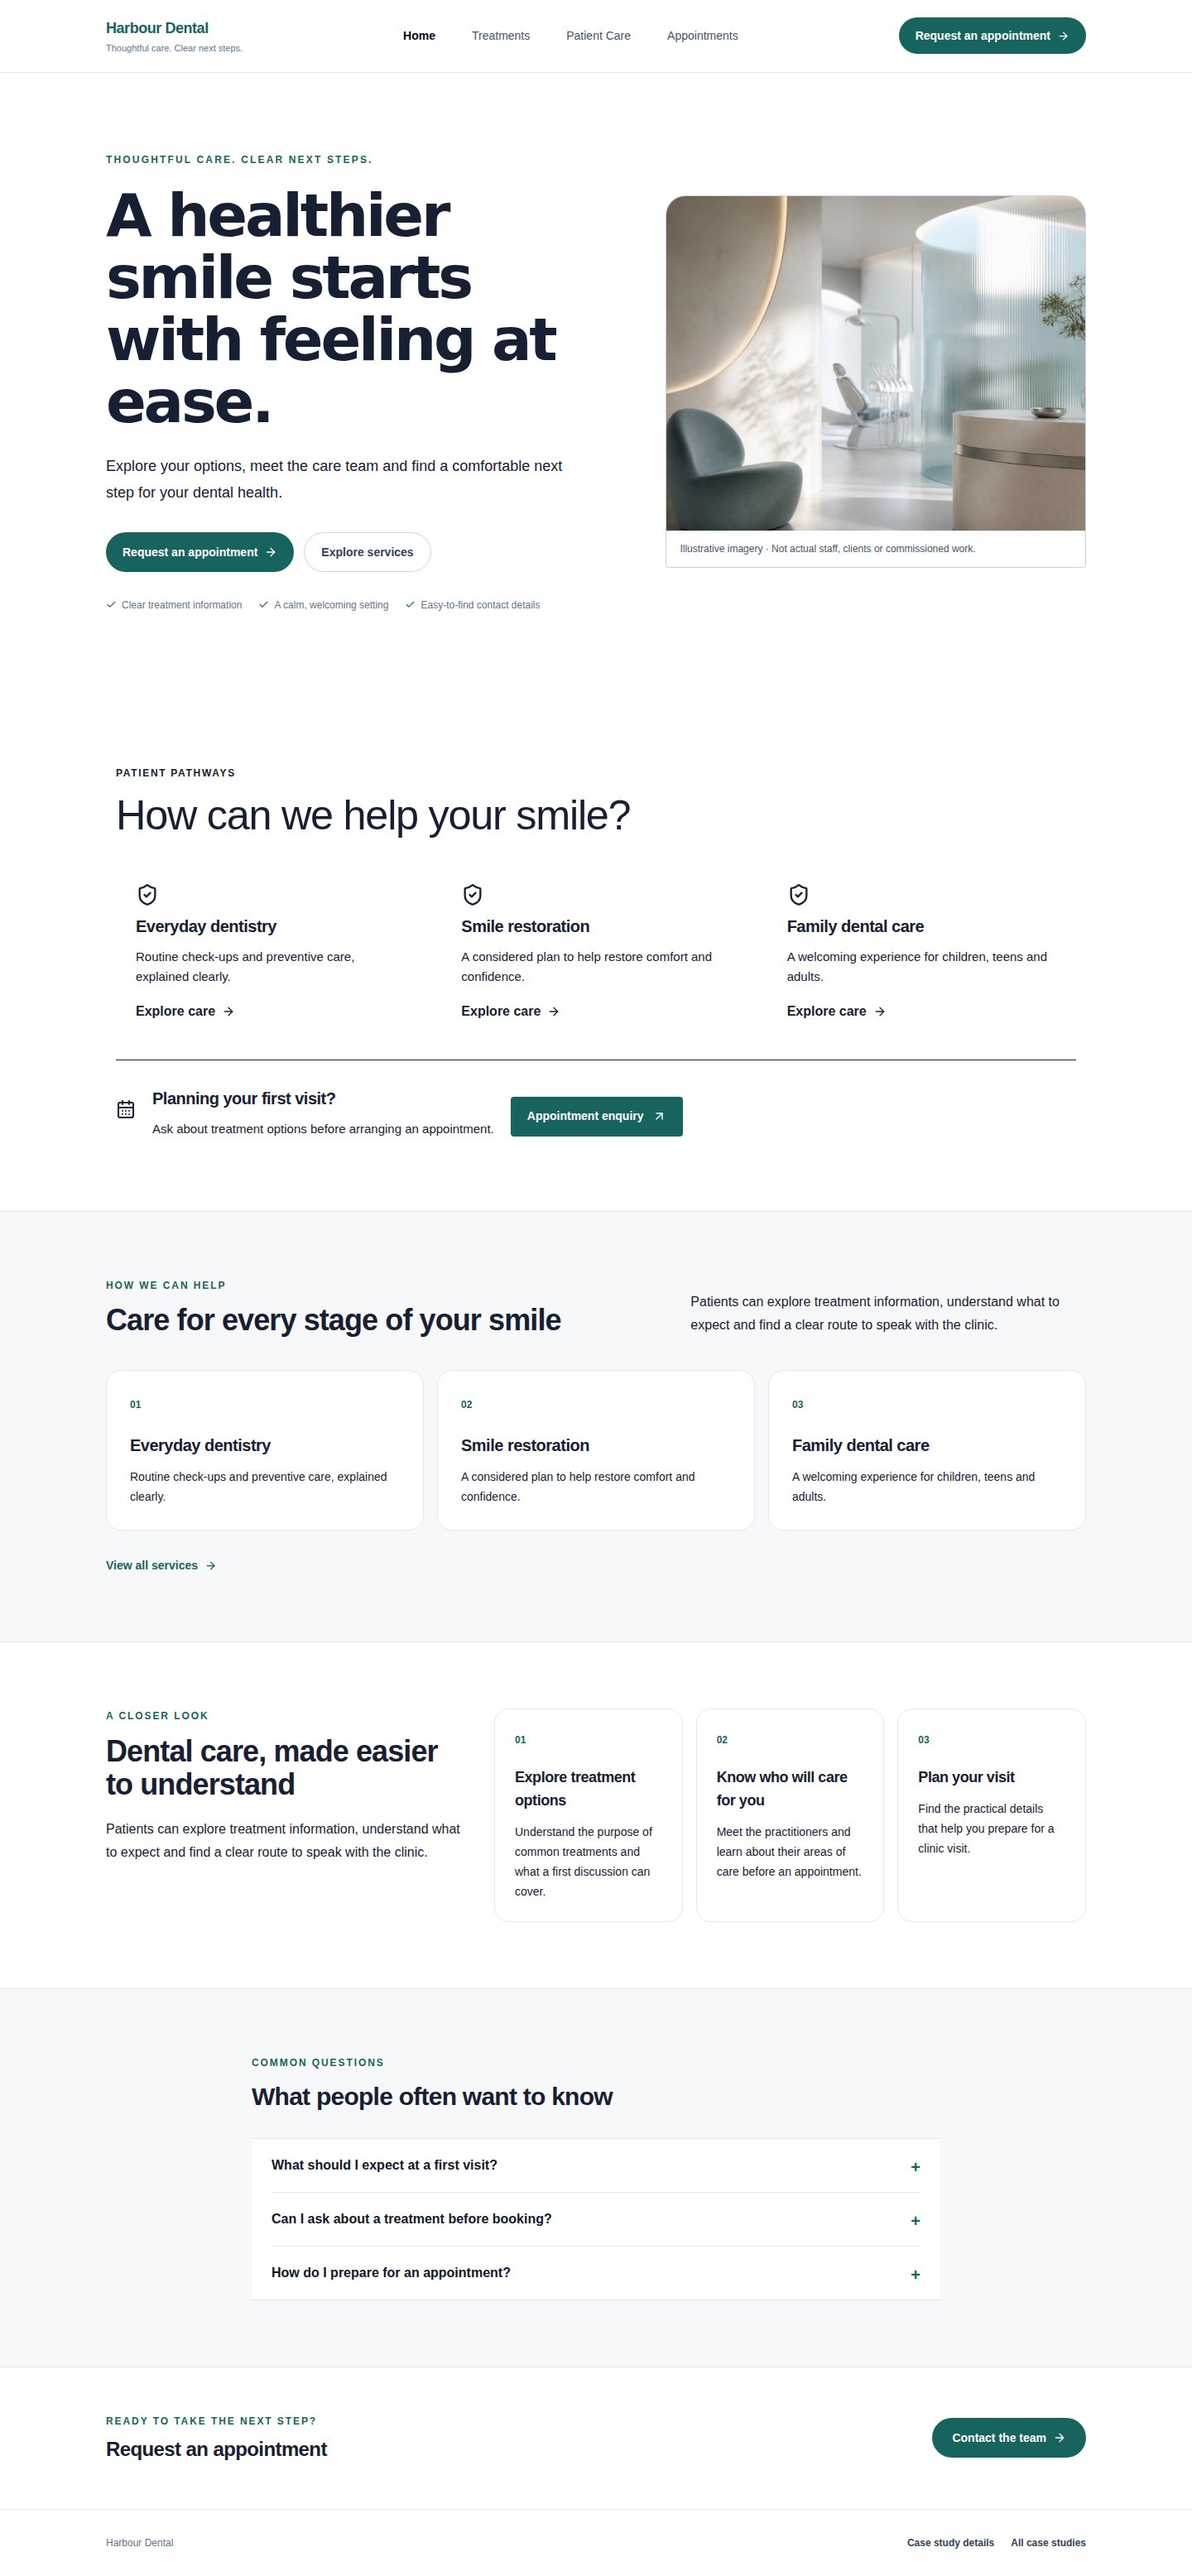 Harbour Dental
Thoughtful care. Clear next steps.
Home
Treatments
Patient Care
Appointments
Request an appointment
THOUGHTFUL CARE. CLEAR NEXT STEPS.
A healthier
smile starts
with feeling at
ease.
Explore your options, meet the care team and find a comfortable next
step for your dental health.
Request an appointment
Explore services
Clear treatment information
A calm, welcoming setting
Easy-to-find contact details
Illustrative imagery · Not actual staff, clients or commissioned work.
PATIENT PATHWAYS
How can we help your smile?
Everyday dentistry
Routine check-ups and preventive care,
explained clearly.
Explore care
Smile restoration
A considered plan to help restore comfort and
confidence.
Explore care
Family dental care
A welcoming experience for children, teens and
adults.
Explore care
Planning your first visit?
Ask about treatment options before arranging an appointment.
Appointment enquiry
HOW WE CAN HELP
Care for every stage of your smile
Patients can explore treatment information, understand what to
expect and find a clear route to speak with the clinic.
01
Everyday dentistry
Routine check-ups and preventive care, explained
clearly.
02
Smile restoration
A considered plan to help restore comfort and
confidence.
03
Family dental care
A welcoming experience for children, teens and
adults.
View all services
A CLOSER LOOK
Dental care, made easier
to understand
Patients can explore treatment information, understand what
to expect and find a clear route to speak with the clinic.
01
Explore treatment
options
Understand the purpose of
common treatments and
what a first discussion can
cover.
02
Know who will care
for you
Meet the practitioners and
learn about their areas of
care before an appointment.
03
Plan your visit
Find the practical details
that help you prepare for a
clinic visit.
COMMON QUESTIONS
What people often want to know
What should I expect at a first visit?
+
Can I ask about a treatment before booking?
+
How do I prepare for an appointment?
+
READY TO TAKE THE NEXT STEP?
Request an appointment
Contact the team
Harbour Dental
Case study details
All case studies